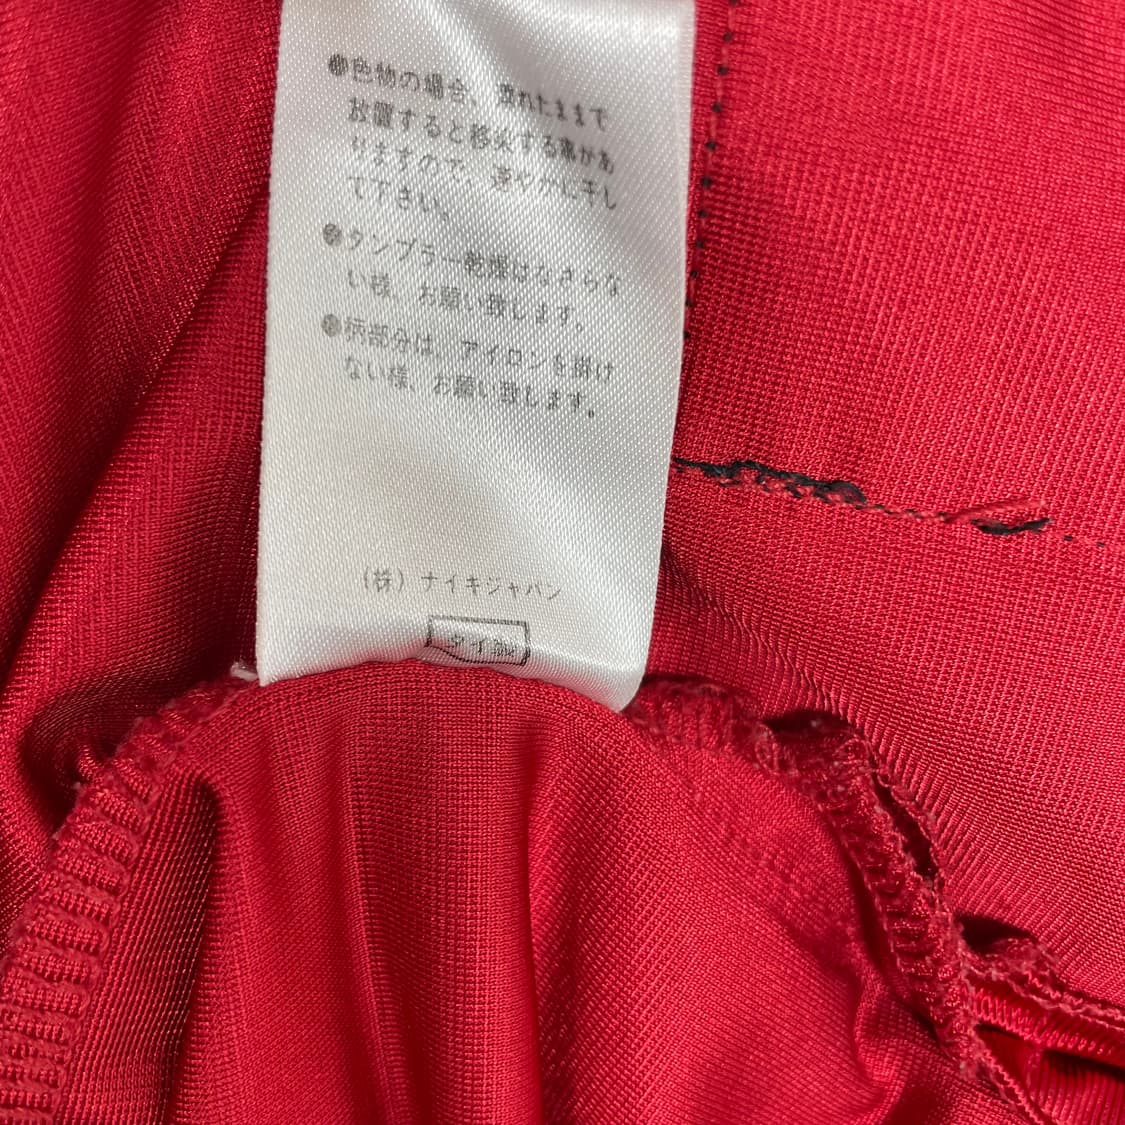 ●色物の場合、濡れたままで
放置すると移染する事があ
りますので、速やかに干し
て下さい。
●タンブラー乾燥はなさらな
い様、お願い致します。
●柄部分は、アイロンを掛け
ない様、お願い致します。
(株)ナイキジャパン
タイ製